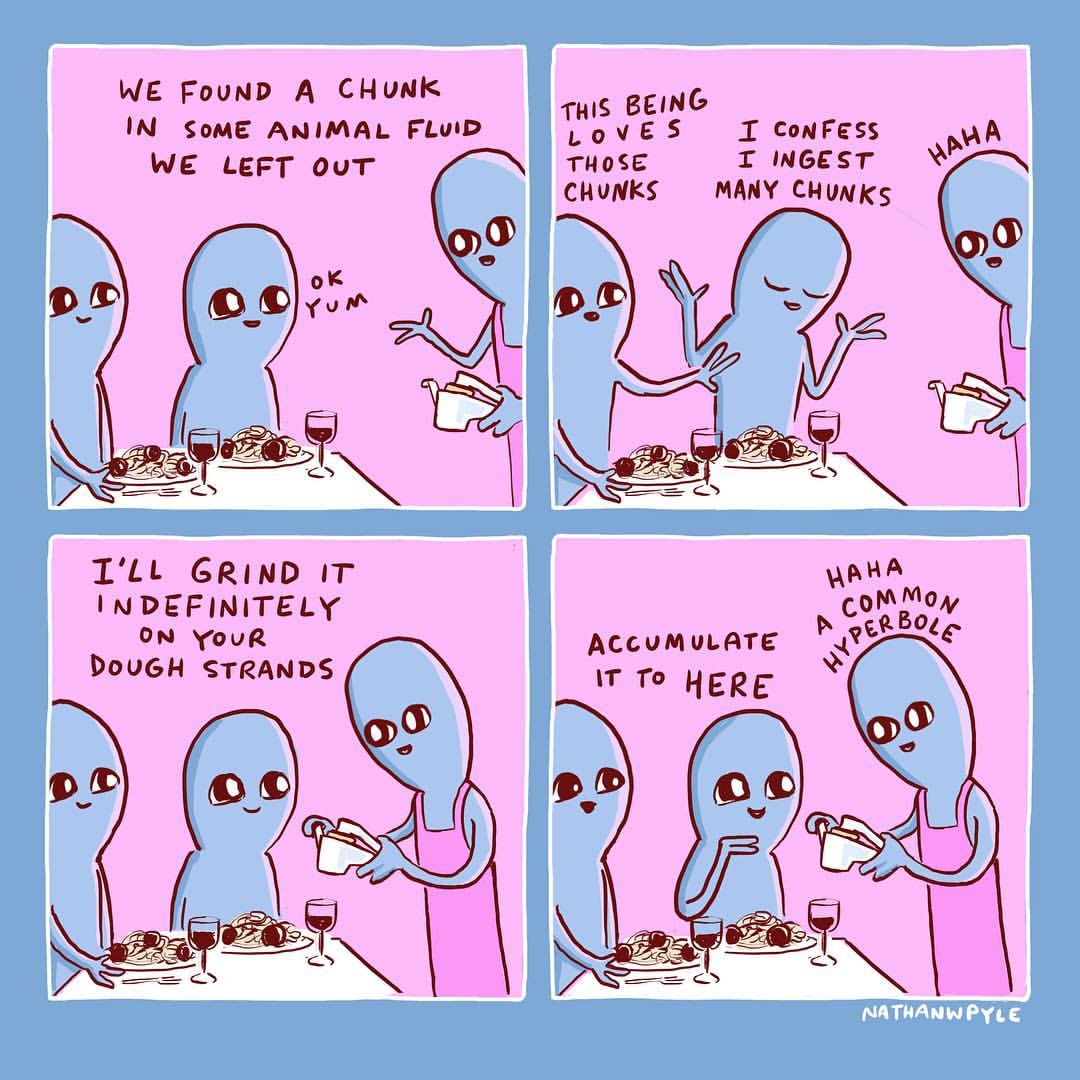 WE FOUND A CHUNK
IN SOME ANIMAL FLUID
WE LEFT OUT
OK
YUM
THIS BEING
LOVES
THOSE
CHUNKS
I CONFESS
I INGEST
MANY CHUNKS
HAHA
I'LL GRIND IT
INDEFINITELY
ON YOUR
DOUGH STRANDS
ACCUMULATE
IT TO HERE
HAHA
A COMMON
HYPERBOLE
NATHANWPYLE